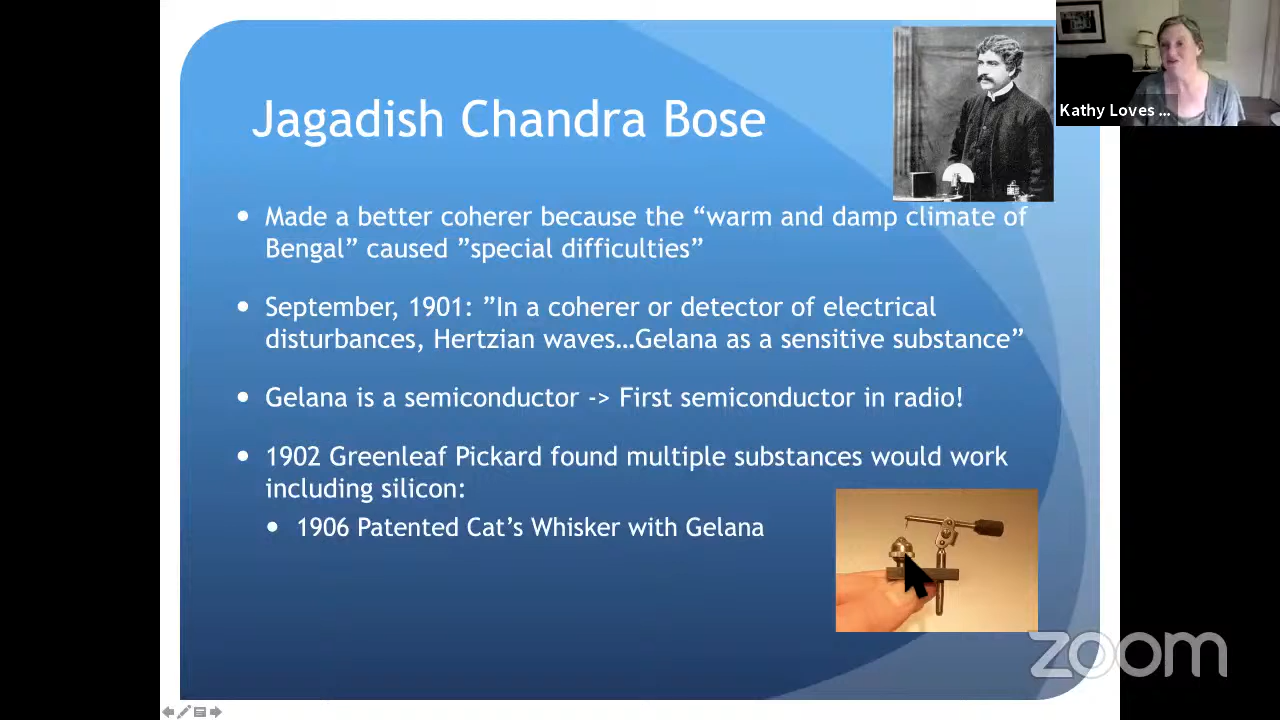 Jagadish Chandra Bose
Kathy Loves ...
• Made a better coherer because the “warm and damp climate of
Bengal” caused ”special difficulties”
• September, 1901: ”In a coherer or detector of electrical
disturbances, Hertzian waves…Gelana as a sensitive substance”
• Gelana is a semiconductor -> First semiconductor in radio!
• 1902 Greenleaf Pickard found multiple substances would work
including silicon:
• 1906 Patented Cat’s Whisker with Gelana
zoom